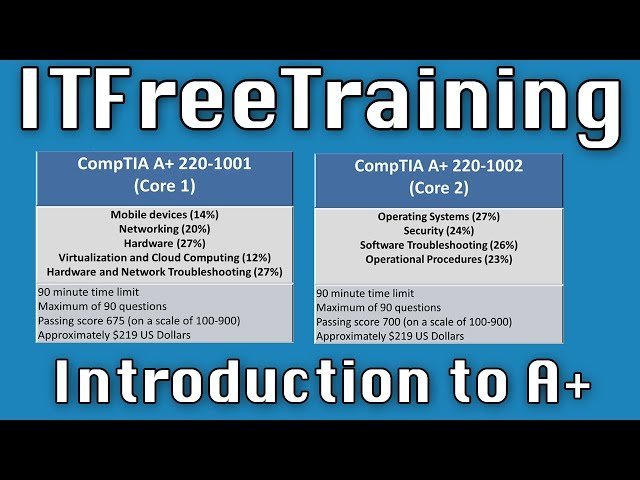 ITFreeTraining
CompTIA A+ 220-1001
(Core 1)
Mobile devices (14%)
Networking (20%)
Hardware (27%)
Virtualization and Cloud Computing (12%)
Hardware and Network Troubleshooting (27%)
90 minute time limit
Maximum of 90 questions
Passing score 675 (on a scale of 100-900)
Approximately $219 US Dollars
CompTIA A+ 220-1002
(Core 2)
Operating Systems (27%)
Security (24%)
Software Troubleshooting (26%)
Operational Procedures (23%)
90 minute time limit
Maximum of 90 questions
Passing score 700 (on a scale of 100-900)
Approximately $219 US Dollars
Introduction to A+